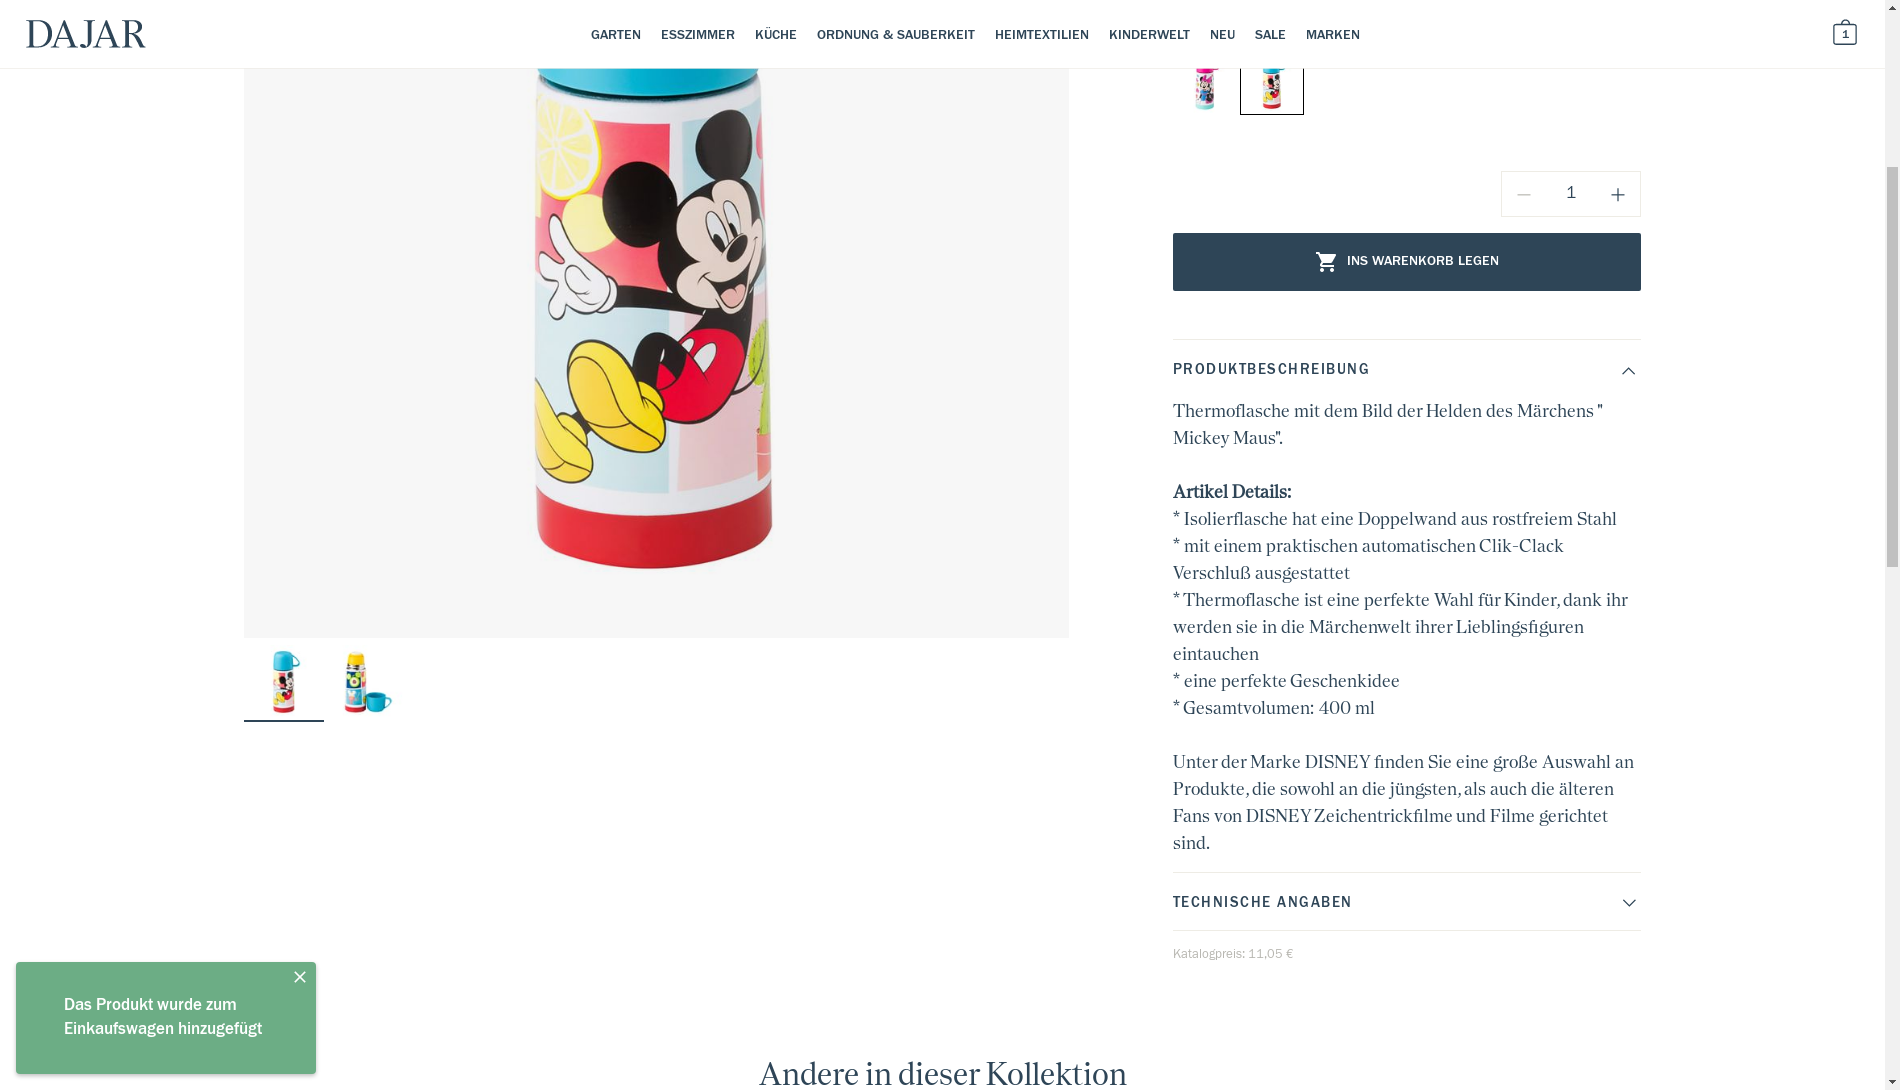 DAJAR
GARTEN ESSZIMMER KÜCHE ORDNUNG & SAUBERKEIT HEIMTEXTILIEN KINDERWELT NEU SALE MARKEN
1
1
INS WARENKORB LEGEN
PRODUKTBESCHREIBUNG
Thermoflasche mit dem Bild der Helden des Märchens "
Mickey Maus".
Artikel Details:
* Isolierflasche hat eine Doppelwand aus rostfreiem Stahl
* mit einem praktischen automatischen Clik-Clack
Verschluß ausgestattet
* Thermoflasche ist eine perfekte Wahl für Kinder, dank ihr
werden sie in die Märchenwelt ihrer Lieblingsfiguren
eintauchen
* eine perfekte Geschenkidee
* Gesamtvolumen: 400 ml
Unter der Marke DISNEY finden Sie eine große Auswahl an
Produkte, die sowohl an die jüngsten, als auch die älteren
Fans von DISNEY Zeichentrickfilme und Filme gerichtet
sind.
TECHNISCHE ANGABEN
Katalogpreis: 11,05 €
Das Produkt wurde zum
Einkaufswagen hinzugefügt
Andere in dieser Kollektion